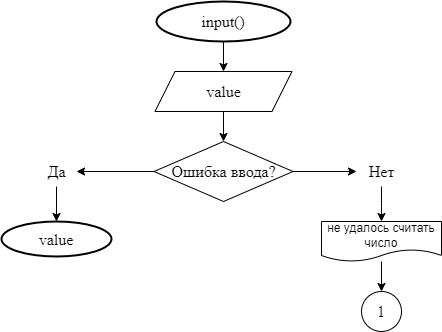 input()
value
Да
Ошибка ввода?
Нет
value
не удалось считать
число
1